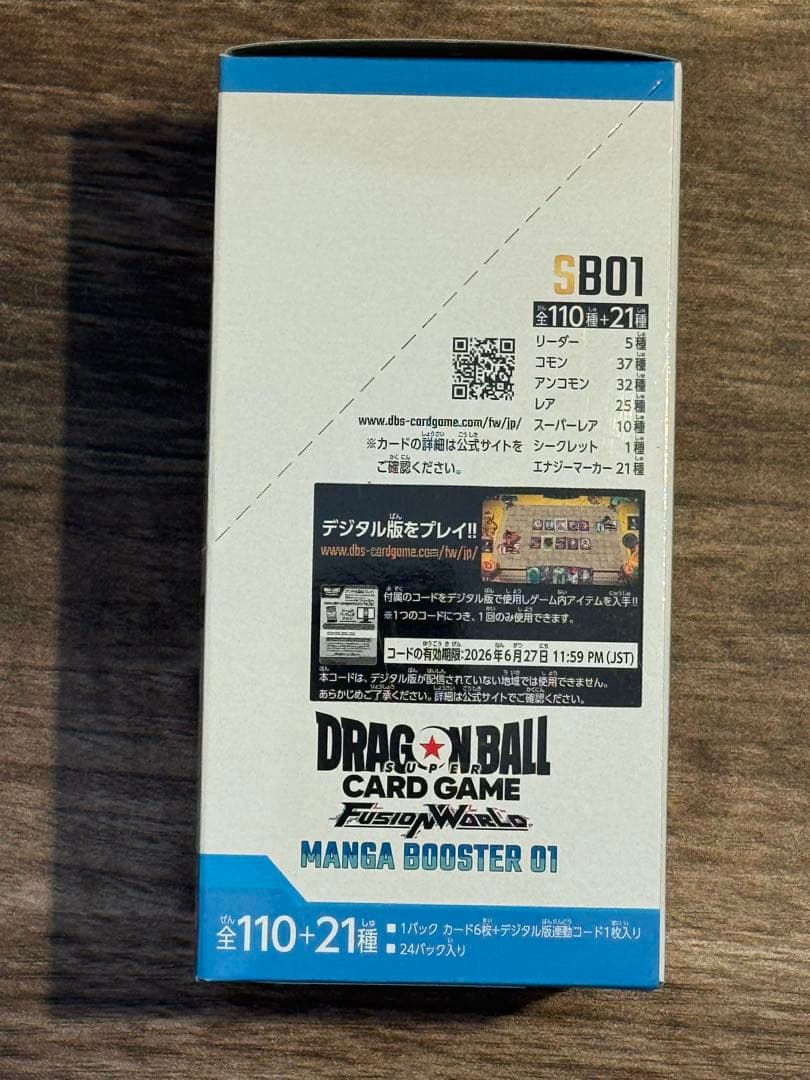 SB01
全110種+21種
リーダー 5種
コモン 37種
アンコモン 32種
レア 25種
スーパーレア 10種
シークレット 1種
エナジーマーカー 21種
www.dbs-cardgame.com/fw/jp/
※カードの詳細は公式サイトを
ご確認ください。
デジタル版をプレイ!!
www.dbs-cardgame.com/fw/jp/
付属のコードをデジタル版で使用しゲーム内アイテムを入手!!
※1つのコードにつき、1回のみ使用できます。
コードの有効期限:2026年6月27日 11:59 PM (JST)
本コードは、デジタル版が配信されていない地域では使用できません。
あらかじめご了承ください。詳細は公式サイトでご確認ください。
DRAGON BALL
SUPER
CARD GAME
FUSION WORLD
MANGA BOOSTER 01
全110+21種
■1パック カード6枚+デジタル版連動コード1枚入り
■24パック入り